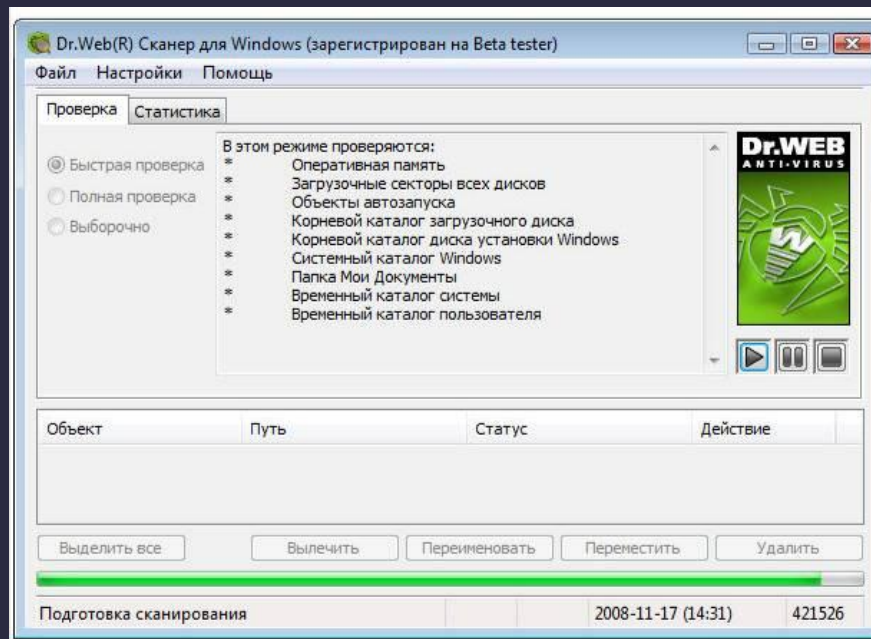 Dr.Web(R) Сканер для Windows (зарегистрирован на Beta tester)
Файл Настройки Помощь
Проверка Статистика
Быстрая проверка
Полная проверка
Выборочно
В этом режиме проверяются:
* Оперативная память
* Загрузочные секторы всех дисков
* Объекты автозапуска
* Корневой каталог загрузочного диска
* Корневой каталог диска установки Windows
* Системный каталог Windows
* Папка Мои Документы
* Временный каталог системы
* Временный каталог пользователя
Dr.WEB
ANTI-VIRUS
Объект Путь Статус Действие
Выделить все Вылечить Переименовать Переместить Удалить
Подготовка сканирования 2008-11-17 (14:31) 421526